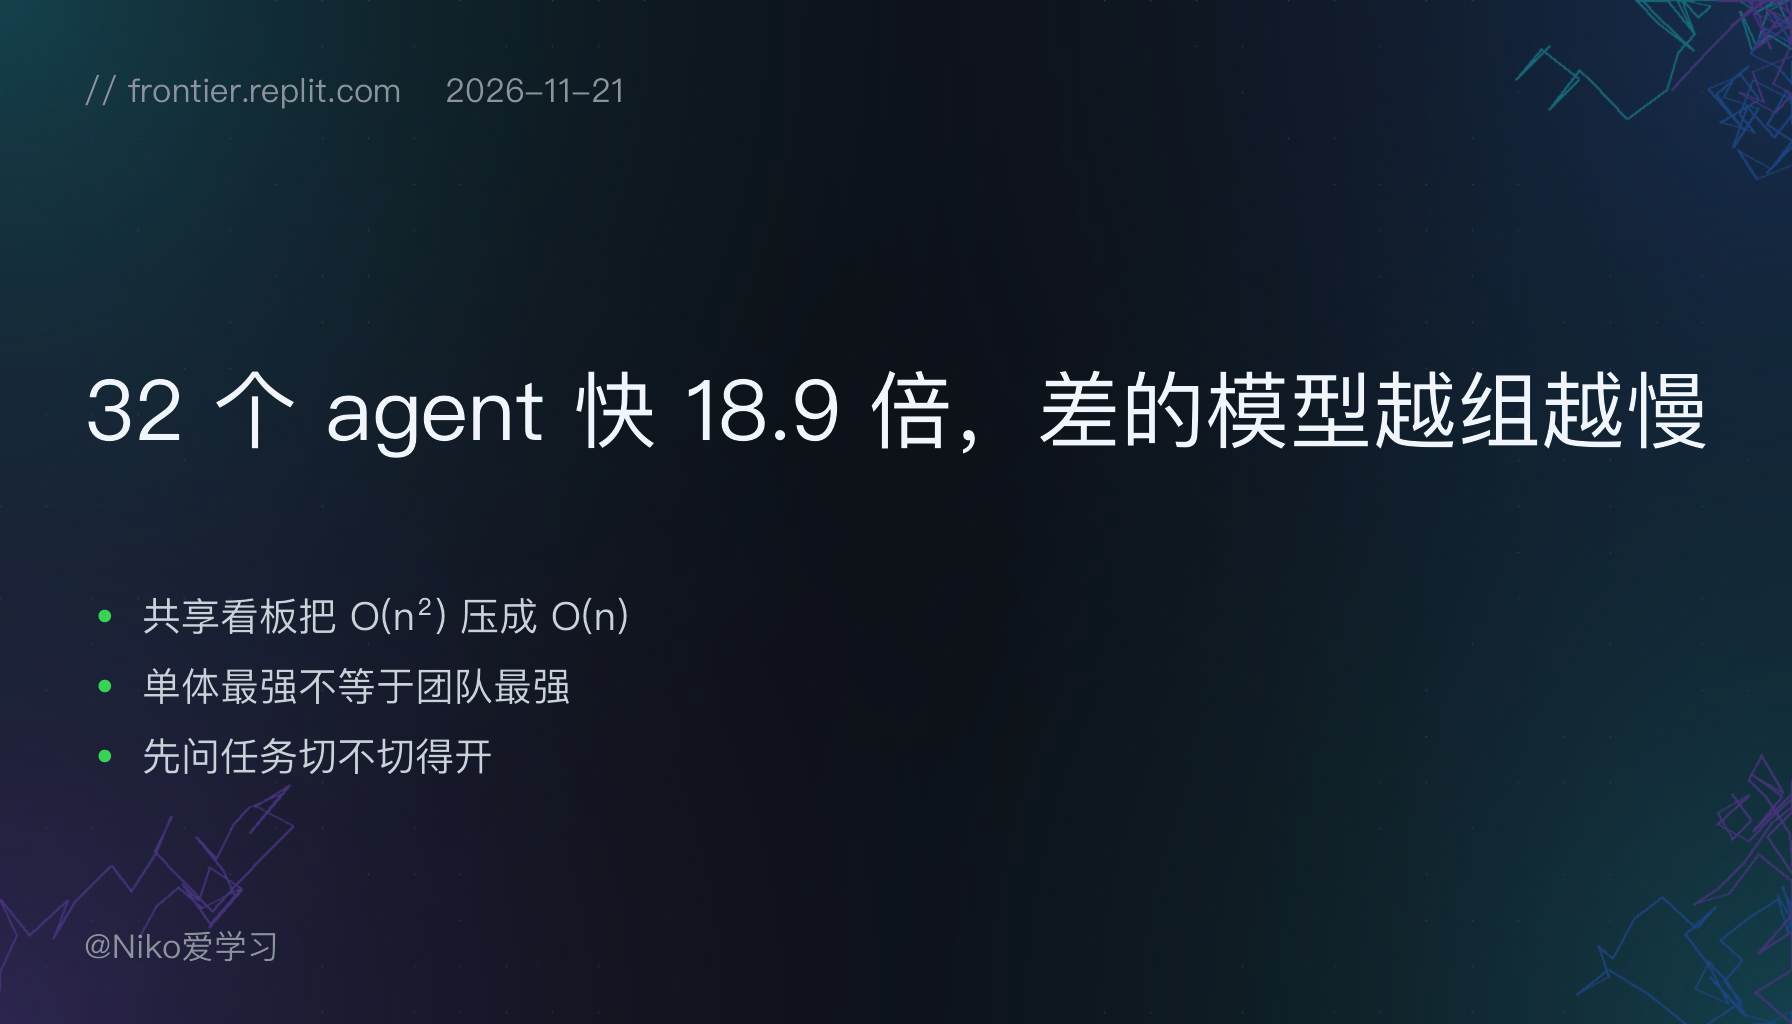 // frontier.replit.com 2026-11-21
32 个 agent 快 18.9 倍，差的模型越组越慢
• 共享看板把 O(n²) 压成 O(n)
• 单体最强不等于团队最强
• 先问任务切不切得开
@Niko爱学习